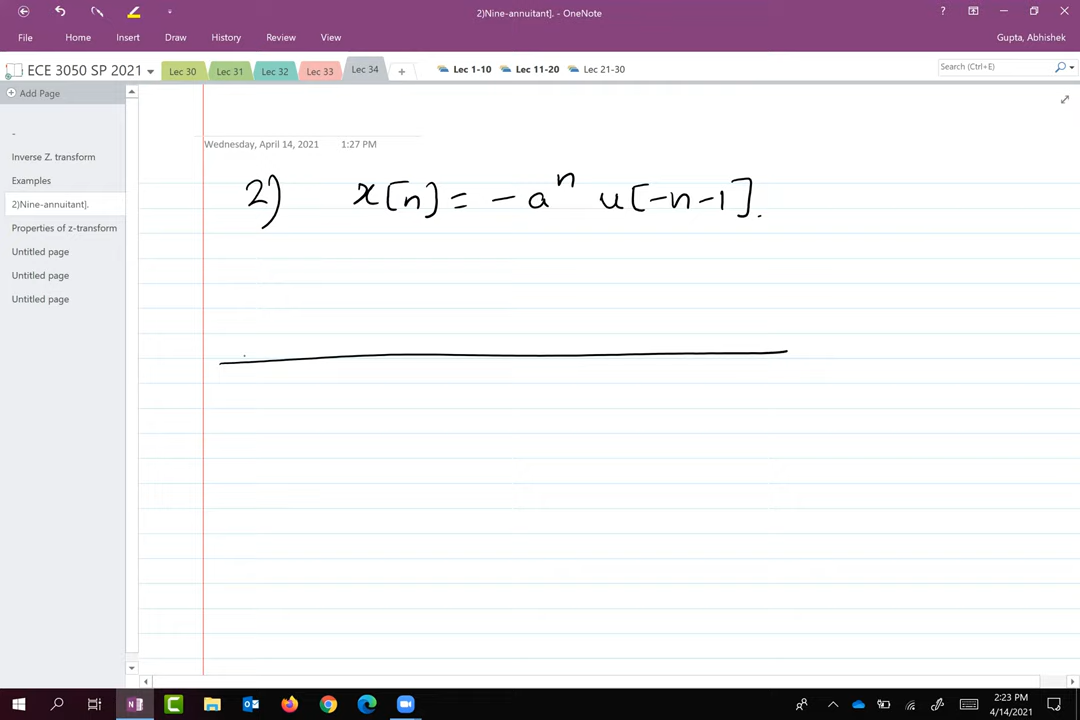 2)Nine-annuitant]. - OneNote
File Home Insert Draw History Review View
Gupta, Abhishek
ECE 3050 SP 2021
Lec 30 Lec 31 Lec 32 Lec 33 Lec 34 + Lec 1-10 Lec 11-20 Lec 21-30
Search (Ctrl+E)
Add Page
-
Inverse Z. transform
Examples
2)Nine-annuitant].
Properties of z-transform
Untitled page
Untitled page
Untitled page
Wednesday, April 14, 2021 1:27 PM
2) x[n] = -aⁿ u[-n-1].
2:23 PM
4/14/2021